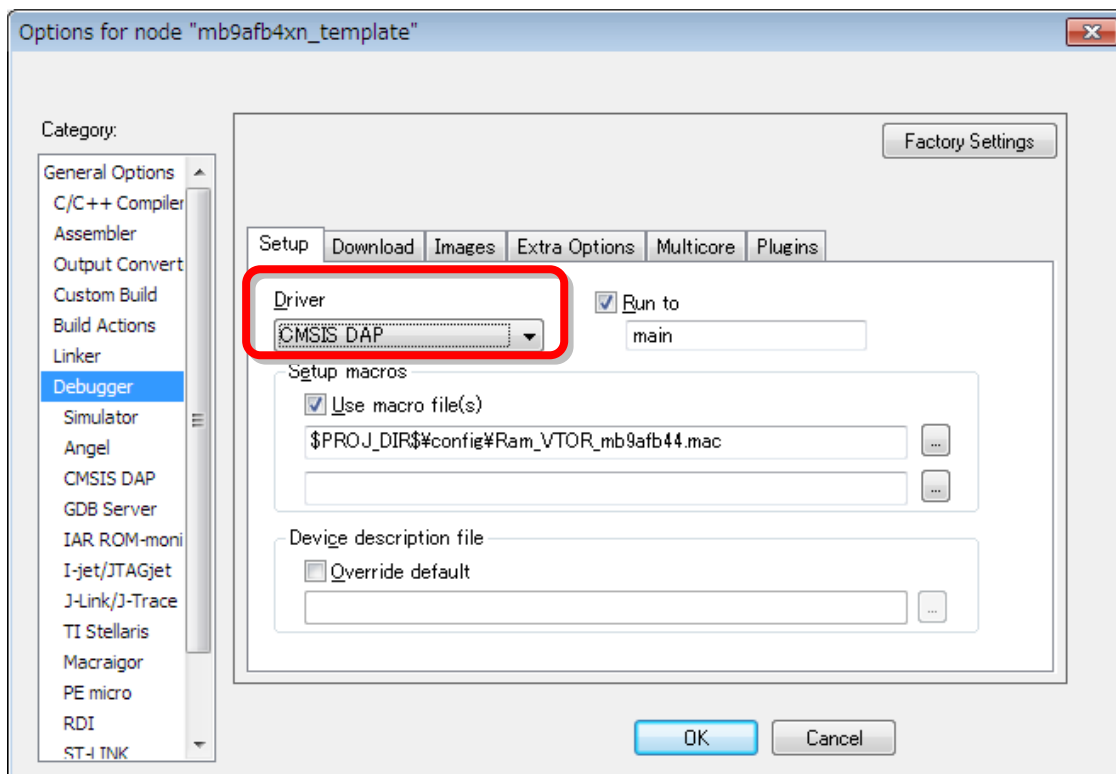 Options for node "mb9afb4xn_template"
Category:
Factory Settings
General Options
C/C++ Compiler
Assembler
Output Convert
Custom Build
Build Actions
Linker
Debugger
Simulator
Angel
CMSIS DAP
GDB Server
IAR ROM-moni
I-jet/JTAGjet
J-Link/J-Trace
TI Stellaris
Macraigor
PE micro
RDI
ST-LINK
Setup Download Images Extra Options Multicore Plugins
Driver
CMSIS DAP
Run to
main
Setup macros
Use macro file(s)
$PROJ_DIR$¥config¥Ram_VTOR_mb9afb44.mac
...
...
Device description file
Override default
...
OK Cancel